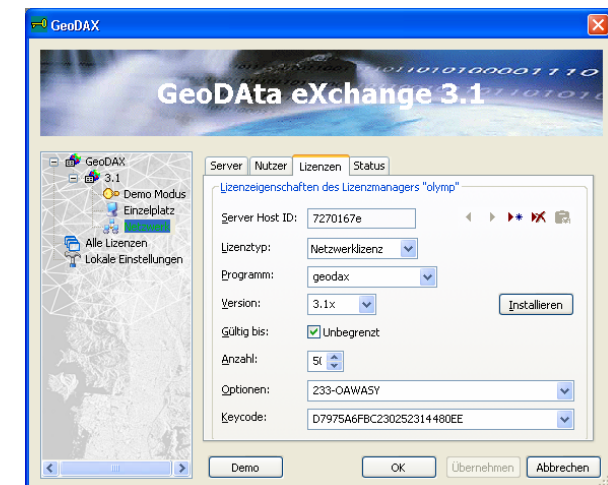 GeoDAX
GeoDAta eXchange 3.1
GeoDAX
3.1
Demo Modus
Einzelplatz
Alle Lizenzen
Lokale Einstellungen
Server Nutzer Lizenzen Status
Lizenzeigenschaften des Lizenzmanagers "olymp"
Server Host ID: 7270167e
Lizenztyp: Netzwerklizenz
Programm: geodax
Version: 3.1x Installieren
Gültig bis: Unbegrenzt
Anzahl:
Optionen: 233-OAWASY
Keycode: D7975A6FBC230252314480EE
Demo OK Übernehmen Abbrechen